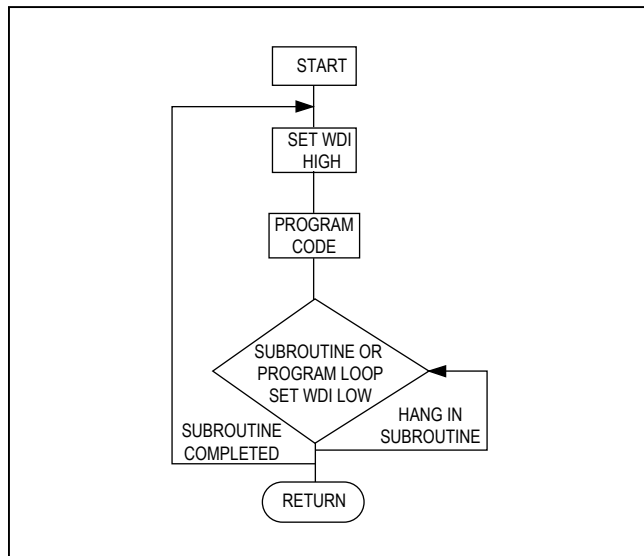 START
SET WDI
HIGH
PROGRAM
CODE
SUBROUTINE OR
PROGRAM LOOP
SET WDI LOW
SUBROUTINE
COMPLETED
HANG IN
SUBROUTINE
RETURN